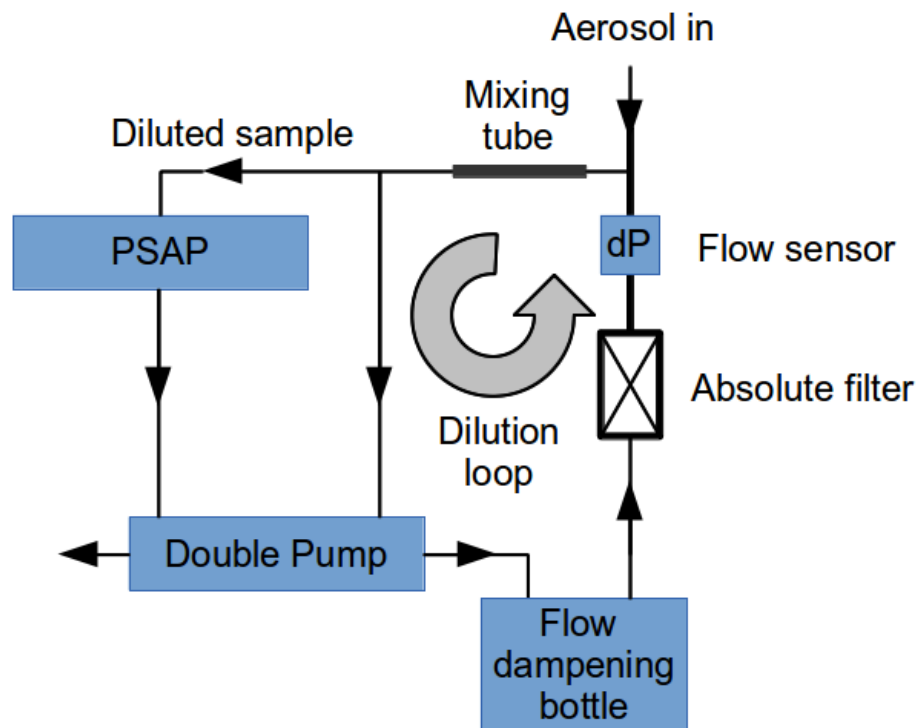 Aerosol in
Mixing
tube
Diluted sample
PSAP
dP
Flow sensor
Absolute filter
Dilution
loop
Double Pump
Flow
dampening
bottle